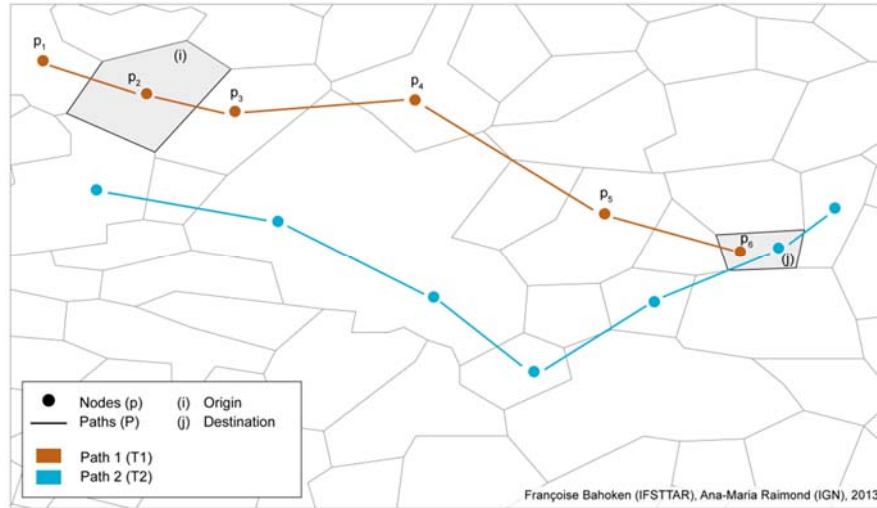 p1
(i)
p2
p3
p4
p5
p6
(j)
Nodes (p) (i) Origin
Paths (P) (j) Destination
Path 1 (T1)
Path 2 (T2)
Françoise Bahoken (IFSTTAR), Ana-Maria Raimond (IGN), 2013